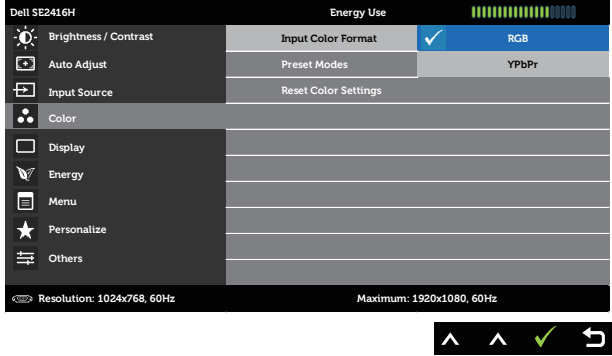 Dell SE2416H Energy Use
Brightness / Contrast Input Color Format RGB
Auto Adjust Preset Modes YPbPr
Input Source Reset Color Settings
Color
Display
Energy
Menu
Personalize
Others
Resolution: 1024x768, 60Hz Maximum: 1920x1080, 60Hz